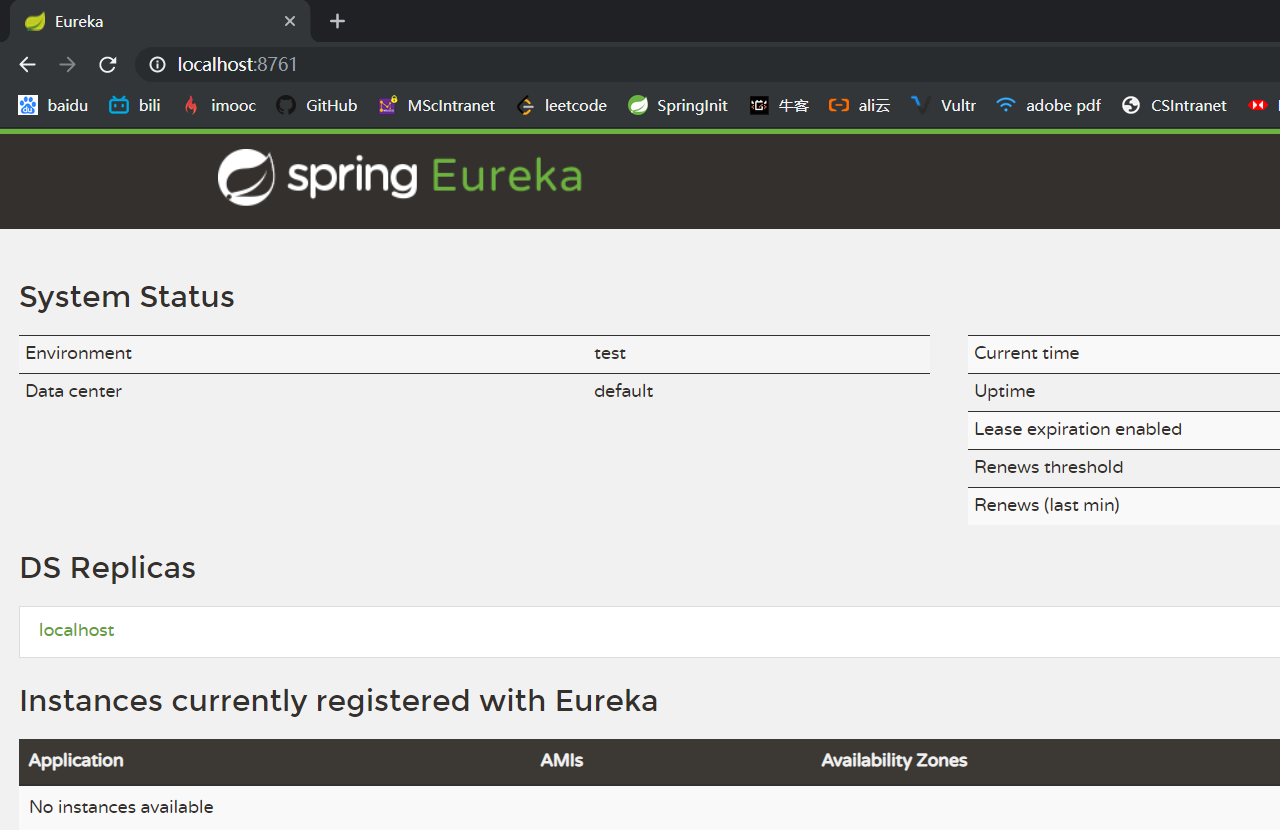 Eureka
localhost:8761
baidu bili imooc GitHub MScIntranet leetcode SpringInit 牛客 ali云 Vultr adobe pdf CSIntranet
spring Eureka
System Status
Environment test Current time
Data center default Uptime
Lease expiration enabled
Renews threshold
Renews (last min)
DS Replicas
localhost
Instances currently registered with Eureka
Application AMIs Availability Zones
No instances available